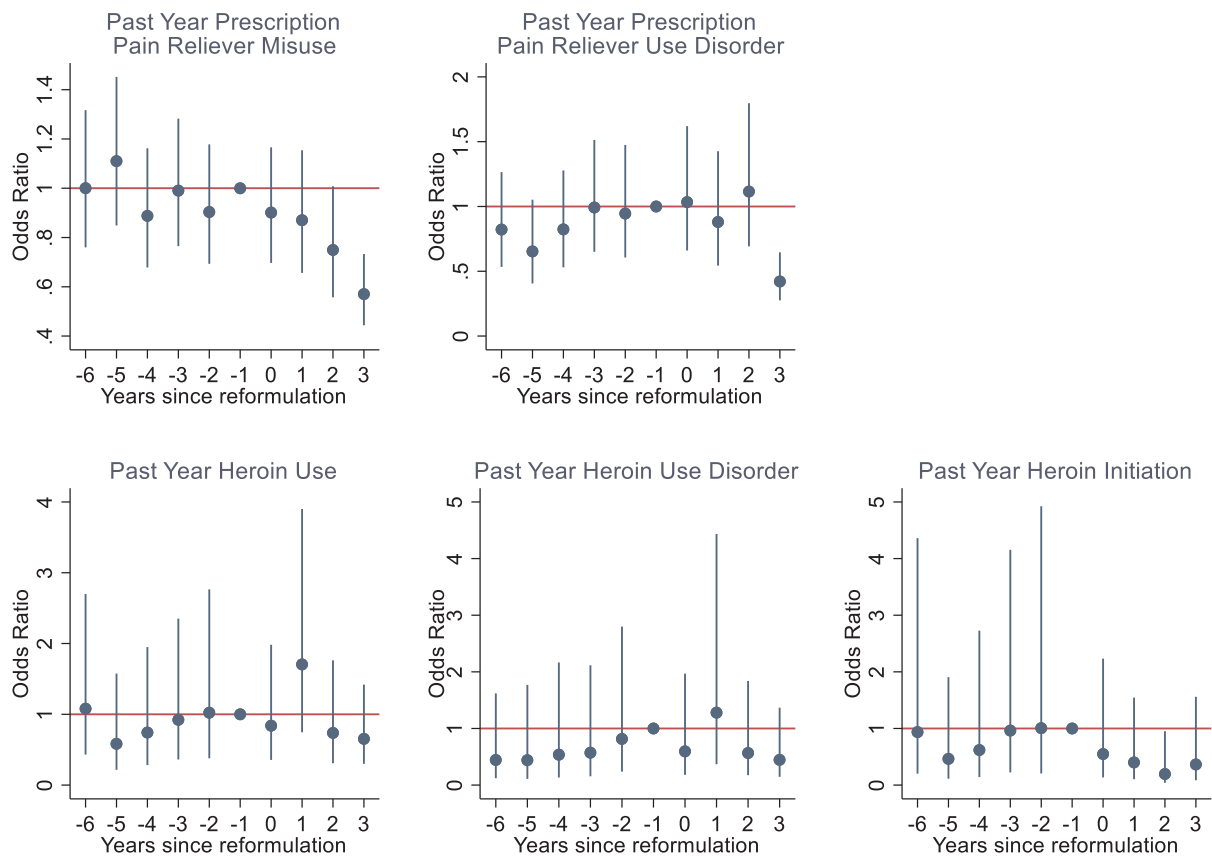 Past Year Prescription
Pain Reliever Misuse
Odds Ratio
1.4
1.2
1
.8
.6
.4
-6 -5 -4 -3 -2 -1 0 1 2 3
Years since reformulation
Past Year Prescription
Pain Reliever Use Disorder
Odds Ratio
2
1.5
1
.5
0
-6 -5 -4 -3 -2 -1 0 1 2 3
Years since reformulation
Past Year Heroin Use
Odds Ratio
4
3
2
1
0
-6 -5 -4 -3 -2 -1 0 1 2 3
Years since reformulation
Past Year Heroin Use Disorder
Odds Ratio
5
4
3
2
1
0
-6 -5 -4 -3 -2 -1 0 1 2 3
Years since reformulation
Past Year Heroin Initiation
Odds Ratio
5
4
3
2
1
0
-6 -5 -4 -3 -2 -1 0 1 2 3
Years since reformulation